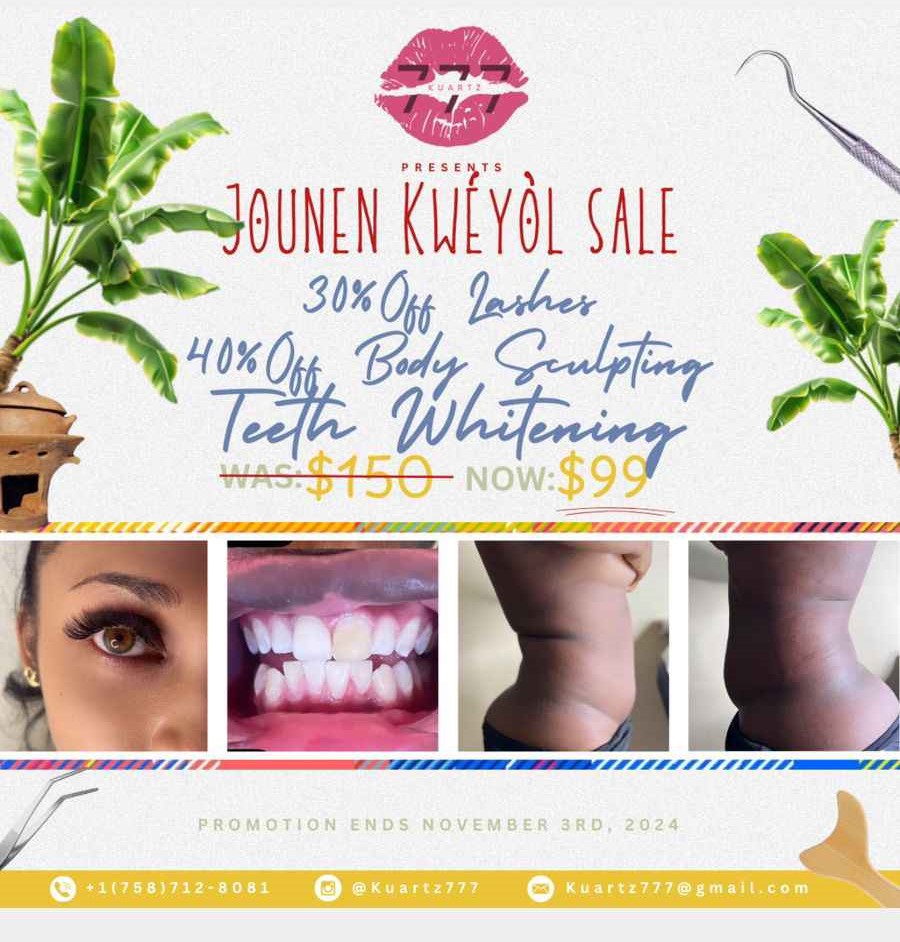 777
KUARTZ
PRESENTS
JOUNEN KWÉYÒL SALE
30% Off Lashes
40% Off Body Sculpting
Teeth Whitening
WAS: $150 NOW: $99
PROMOTION ENDS NOVEMBER 3RD, 2024
+1(758)712-8081 @Kuartz777 Kuartz777@gmail.com